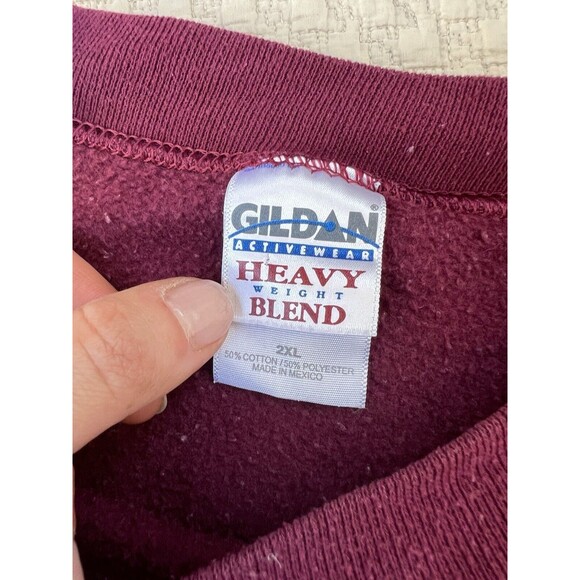 GILDAN®
ACTIVEWEAR
HEAVY
WEIGHT
BLEND
2XL
50% COTTON / 50% POLYESTER
MADE IN MEXICO